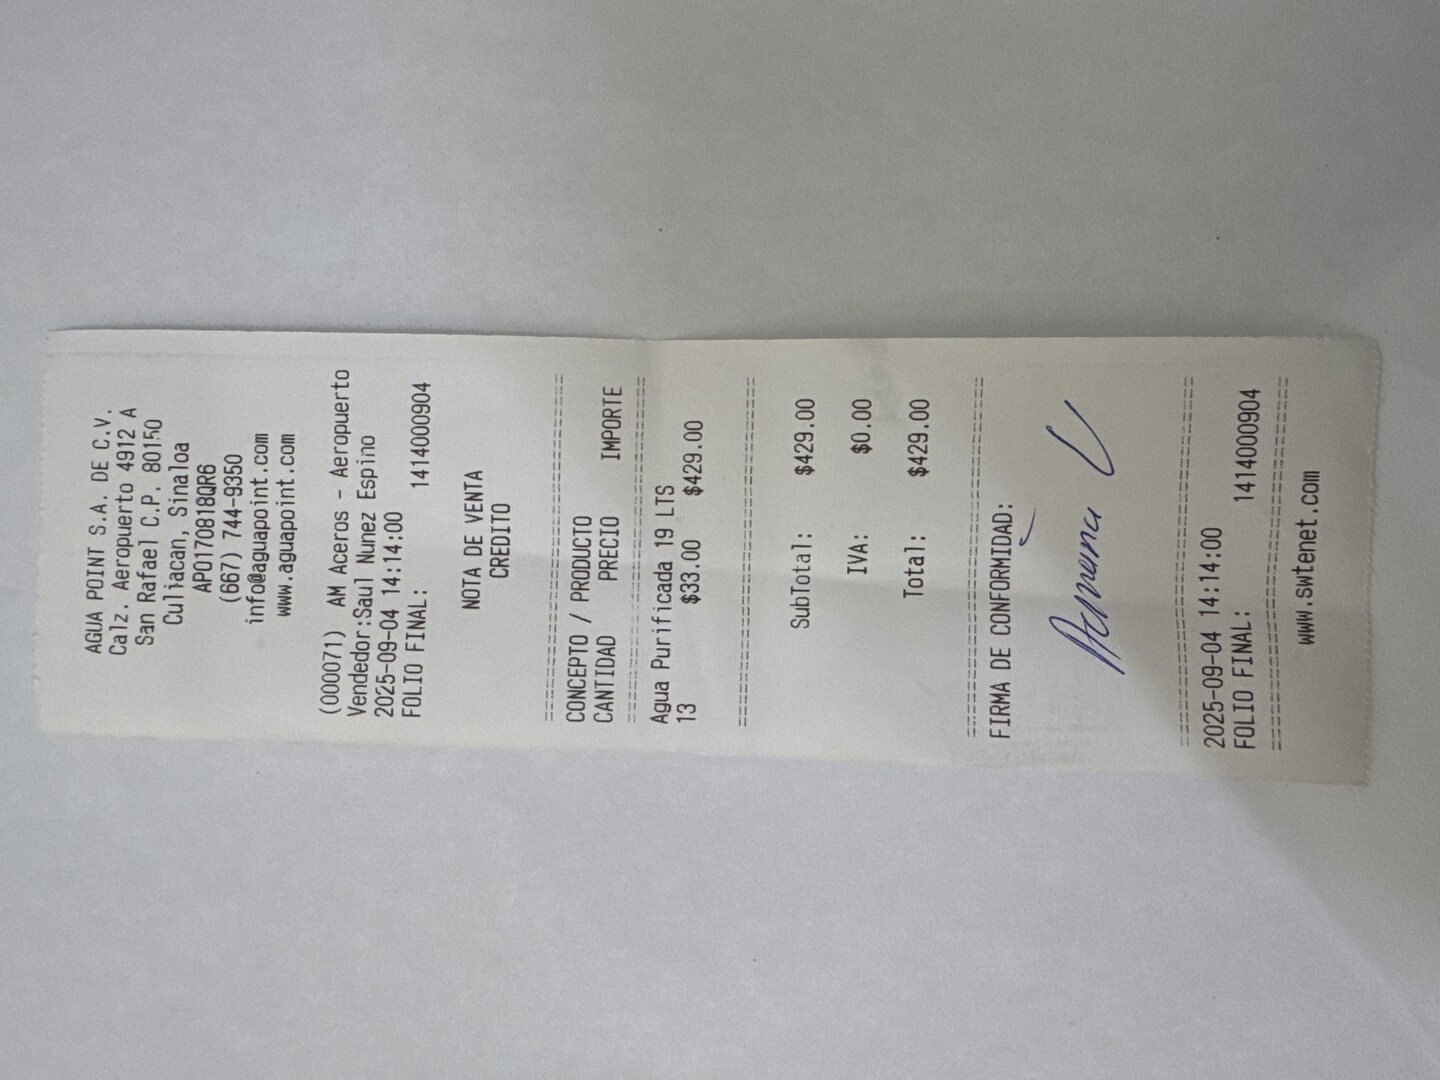 AGUA POINT S.A. DE C.V.
Calz. Aeropuerto 4912 A
San Rafael C.P. 80150
Culiacan, Sinaloa
APO170818QR6
(667) 744-9350
info@aguapoint.com
www.aguapoint.com
(000071) AM Aceros - Aeropuerto
Vendedor:Saul Nunez Espino
2025-09-04 14:14:00
FOLIO FINAL: 1414000904
NOTA DE VENTA
CREDITO
================================
CONCEPTO / PRODUCTO
CANTIDAD PRECIO IMPORTE
================================
Agua Purificada 19 LTS
13 $33.00 $429.00
================================
SubTotal: $429.00
IVA: $0.00
Total: $429.00
================================
FIRMA DE CONFORMIDAD:
================================
2025-09-04 14:14:00
FOLIO FINAL: 1414000904
================================
www.swtenet.com